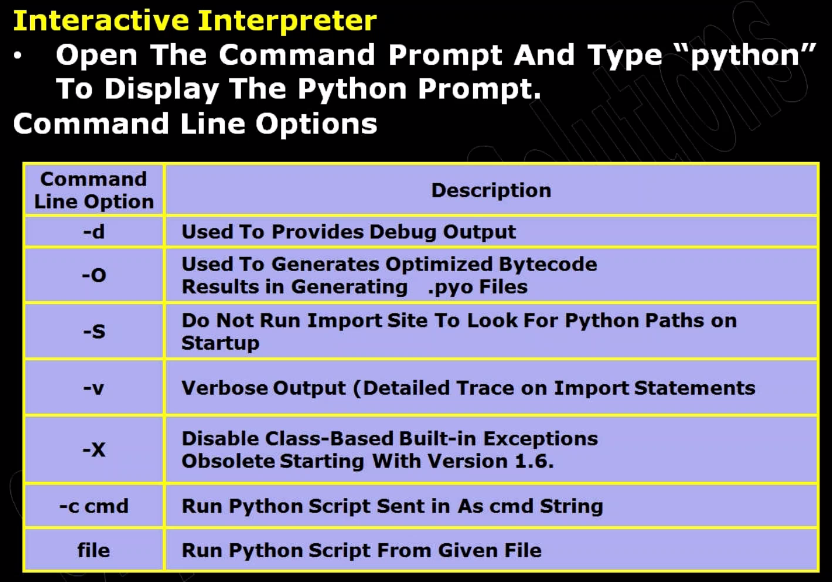 Interactive Interpreter
• Open The Command Prompt And Type “python”
To Display The Python Prompt.
Command Line Options
Command
Line Option
Description
-d
Used To Provides Debug Output
-O
Used To Generates Optimized Bytecode
Results in Generating .pyo Files
-S
Do Not Run Import Site To Look For Python Paths on
Startup
-v
Verbose Output (Detailed Trace on Import Statements
-X
Disable Class-Based Built-in Exceptions
Obsolete Starting With Version 1.6.
-c cmd
Run Python Script Sent in As cmd String
file
Run Python Script From Given File
Solutions